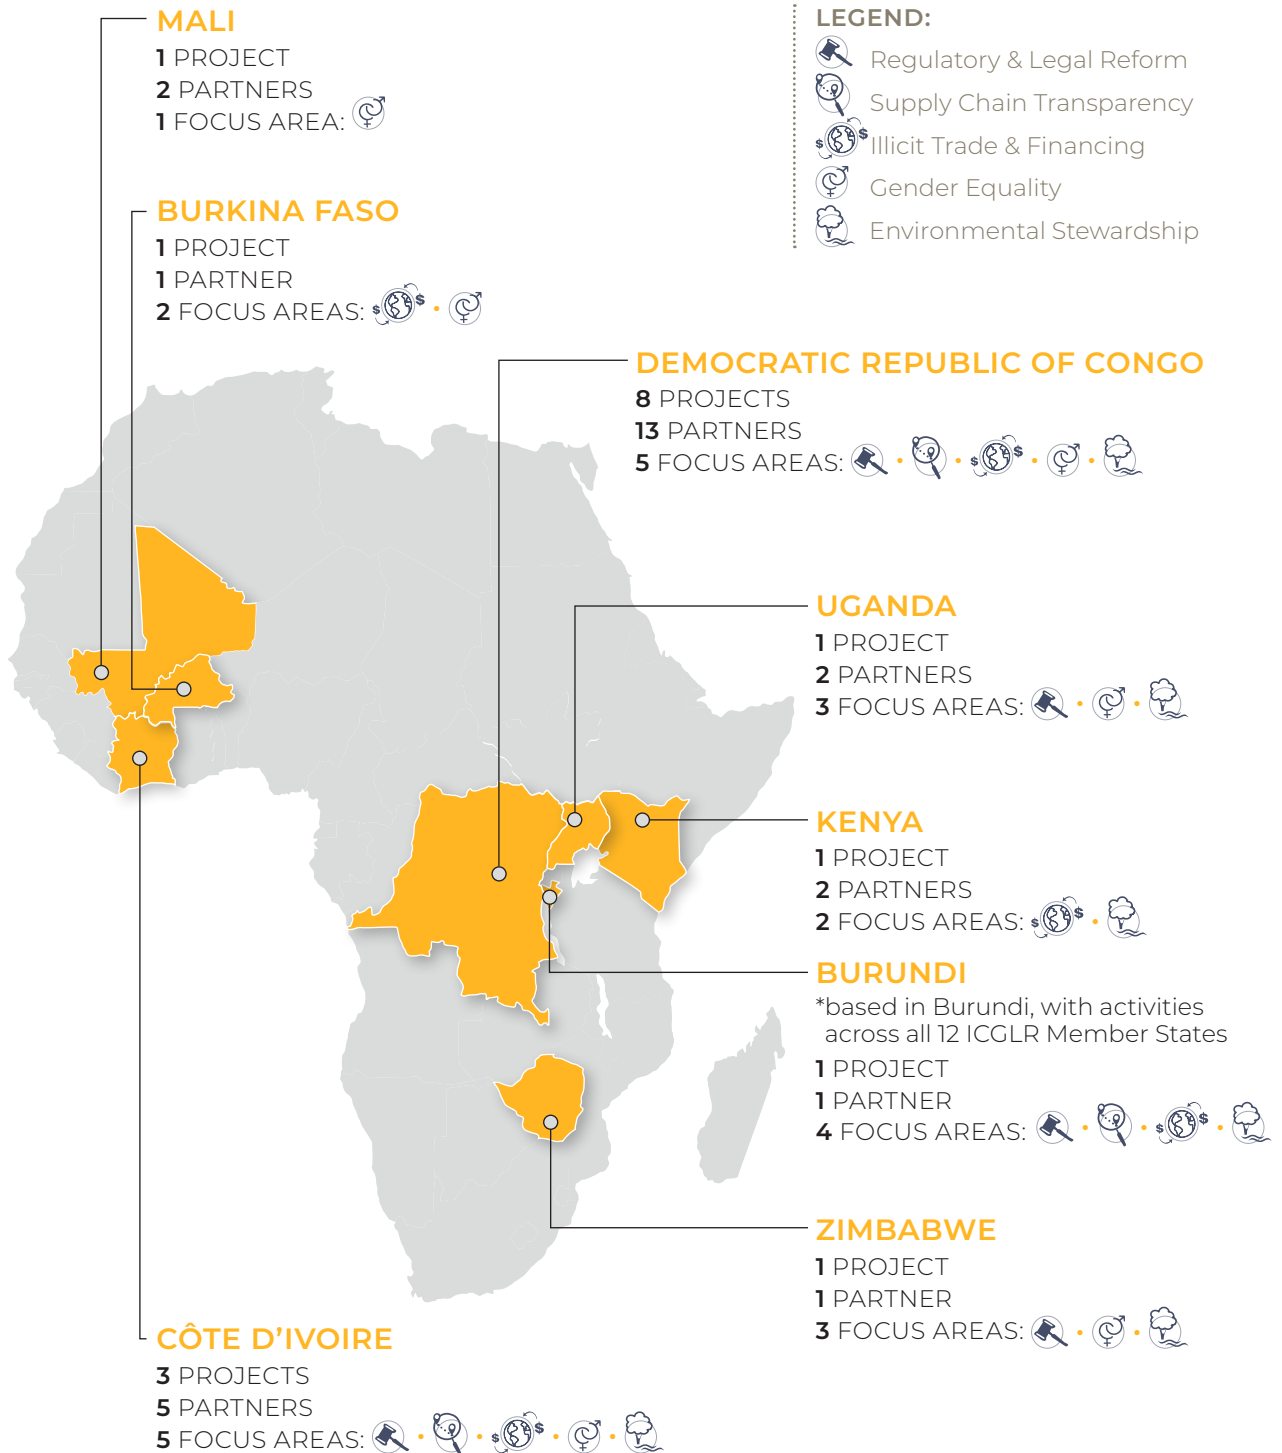 MALI
1 PROJECT
2 PARTNERS
1 FOCUS AREA:
LEGEND:
Regulatory & Legal Reform
Supply Chain Transparency
$ $ Illicit Trade & Financing
Gender Equality
Environmental Stewardship
BURKINA FASO
1 PROJECT
1 PARTNER
2 FOCUS AREAS: $ $ •
DEMOCRATIC REPUBLIC OF CONGO
8 PROJECTS
13 PARTNERS
5 FOCUS AREAS: • • $ $ • •
UGANDA
1 PROJECT
2 PARTNERS
3 FOCUS AREAS: • •
KENYA
1 PROJECT
2 PARTNERS
2 FOCUS AREAS: $ $ •
BURUNDI
*based in Burundi, with activities
across all 12 ICGLR Member States
1 PROJECT
1 PARTNER
4 FOCUS AREAS: • • $ $ •
ZIMBABWE
1 PROJECT
1 PARTNER
3 FOCUS AREAS: • •
CÔTE D’IVOIRE
3 PROJECTS
5 PARTNERS
5 FOCUS AREAS: • • $ $ • •